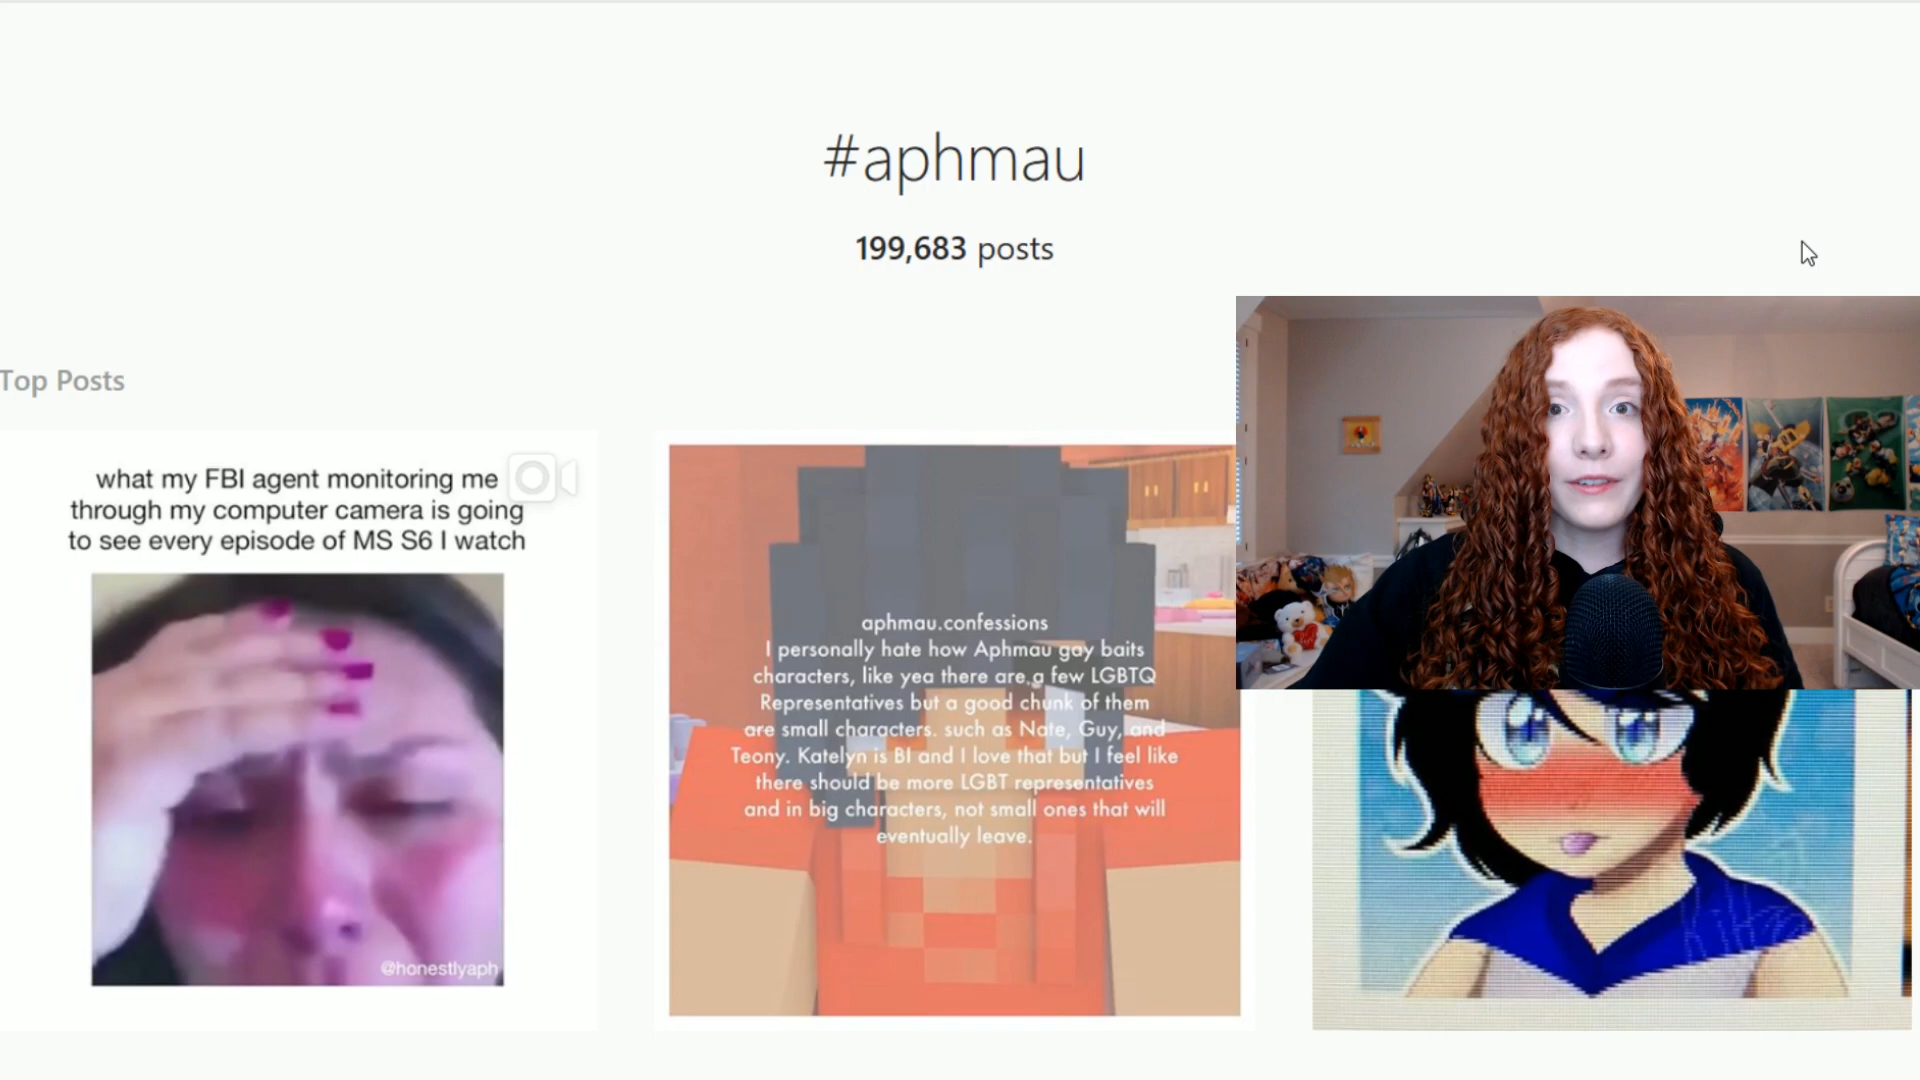 #aphmau
199,683 posts
Top Posts
what my FBI agent monitoring me
through my computer camera is going
to see every episode of MS S6 I watch
@honestlyaph
aphmau.confessions
I personally hate how Aphmau gay baits
characters, like yea there are a few LGBTQ
Representatives but a good chunk of them
are small characters. such as Nate, Guy, and
Teony. Katelyn is BI and I love that but I feel like
there should be more LGBT representatives
and in big characters, not small ones that will
eventually leave.